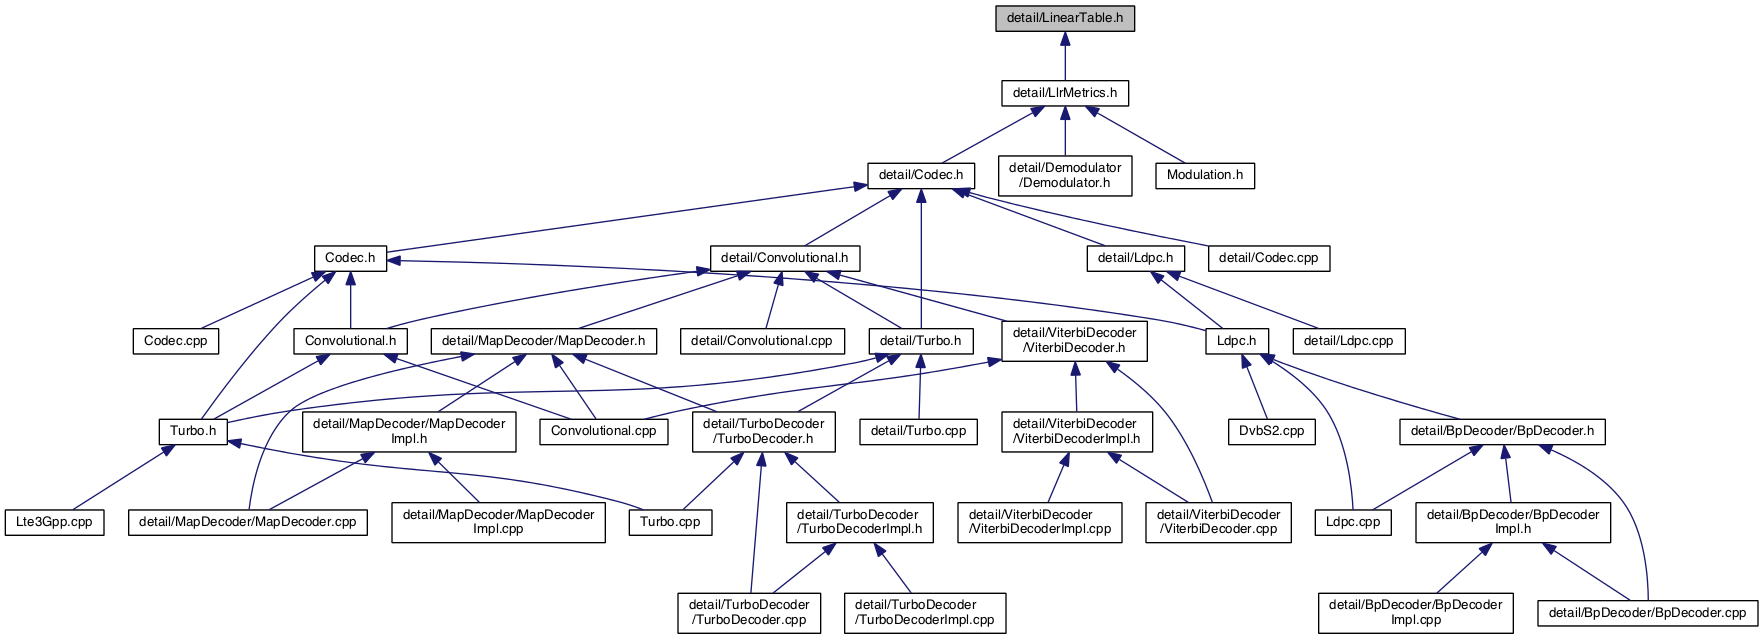 detail/LinearTable.h
detail/LlrMetrics.h
detail/Codec.h
detail/Demodulator
/Demodulator.h
Modulation.h
Codec.h
detail/Convolutional.h
detail/Ldpc.h
detail/Codec.cpp
Codec.cpp
Convolutional.h
detail/MapDecoder/MapDecoder.h
detail/Convolutional.cpp
detail/Turbo.h
detail/ViterbiDecoder
/ViterbiDecoder.h
Ldpc.h
detail/Ldpc.cpp
Turbo.h
detail/MapDecoder/MapDecoder
Impl.h
Convolutional.cpp
detail/TurboDecoder
/TurboDecoder.h
detail/Turbo.cpp
detail/ViterbiDecoder
/ViterbiDecoderImpl.h
DvbS2.cpp
detail/BpDecoder/BpDecoder.h
Lte3Gpp.cpp
detail/MapDecoder/MapDecoder.cpp
detail/MapDecoder/MapDecoder
Impl.cpp
Turbo.cpp
detail/TurboDecoder
/TurboDecoderImpl.h
detail/ViterbiDecoder
/ViterbiDecoderImpl.cpp
detail/ViterbiDecoder
/ViterbiDecoder.cpp
Ldpc.cpp
detail/BpDecoder/BpDecoder
Impl.h
detail/TurboDecoder
/TurboDecoder.cpp
detail/TurboDecoder
/TurboDecoderImpl.cpp
detail/BpDecoder/BpDecoder
Impl.cpp
detail/BpDecoder/BpDecoder.cpp